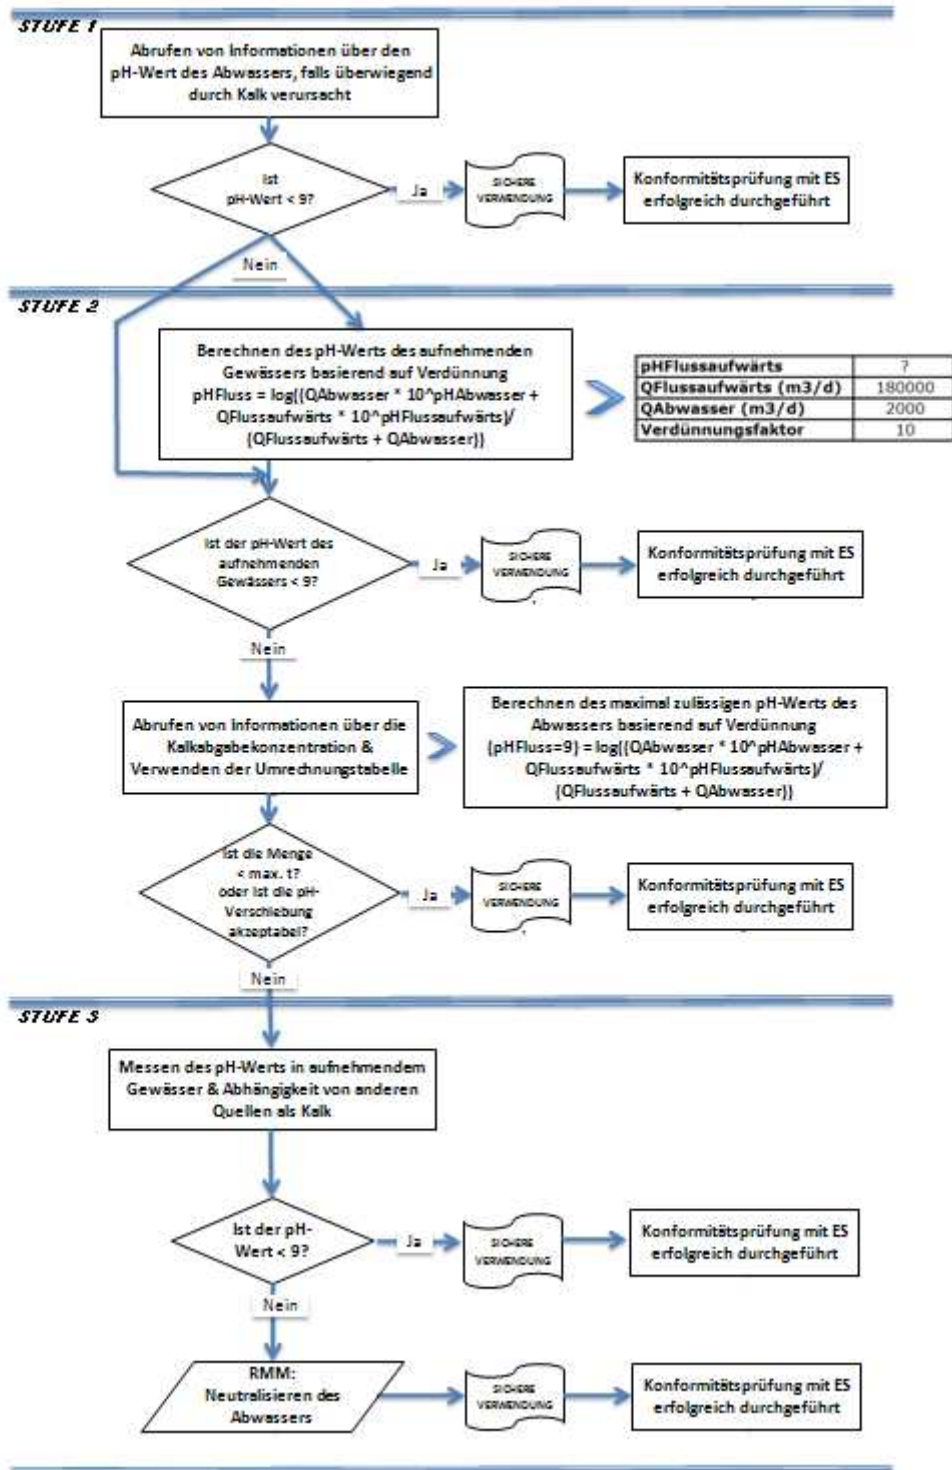 STUFE 1
Abrufen von Informationen über den
pH-Wert des Abwassers, falls überwiegend
durch Kalk verursacht
Ist
pH-Wert < 9?
Ja
SICHERE
VERWENDUNG
Konformitätsprüfung mit ES
erfolgreich durchgeführt
Nein
STUFE 2
Berechnen des pH-Werts des aufnehmenden
Gewässers basierend auf Verdünnung
pHFluss = log((QAbwasser * 10^pHAbwasser +
QFlussaufwärts * 10^pHFlussaufwärts)/
(QFlussaufwärts + QAbwasser))
pHFlussaufwärts ?
QFlussaufwärts (m3/d) 180000
QAbwasser (m3/d) 2000
Verdünnungsfaktor 10
Ist der pH-Wert des
aufnehmenden
Gewässers < 9?
Ja
SICHERE
VERWENDUNG
Konformitätsprüfung mit ES
erfolgreich durchgeführt
Nein
Abrufen von Informationen über die
Kalkabgabekonzentration &
Verwenden der Umrechnungstabelle
Berechnen des maximal zulässigen pH-Werts des
Abwassers basierend auf Verdünnung
(pHFluss=9) = log((QAbwasser * 10^pHAbwasser +
QFlussaufwärts * 10^pHFlussaufwärts)/
(QFlussaufwärts + QAbwasser))
Ist die Menge
< max. t?
oder ist die pH-
Verschiebung
akzeptabel?
Ja
SICHERE
VERWENDUNG
Konformitätsprüfung mit ES
erfolgreich durchgeführt
Nein
STUFE 3
Messen des pH-Werts in aufnehmendem
Gewässer & Abhängigkeit von anderen
Quellen als Kalk
Ist der pH-
Wert < 9?
Ja
SICHERE
VERWENDUNG
Konformitätsprüfung mit ES
erfolgreich durchgeführt
Nein
RMM:
Neutralisieren des
Abwassers
SICHERE
VERWENDUNG
Konformitätsprüfung mit ES
erfolgreich durchgeführt